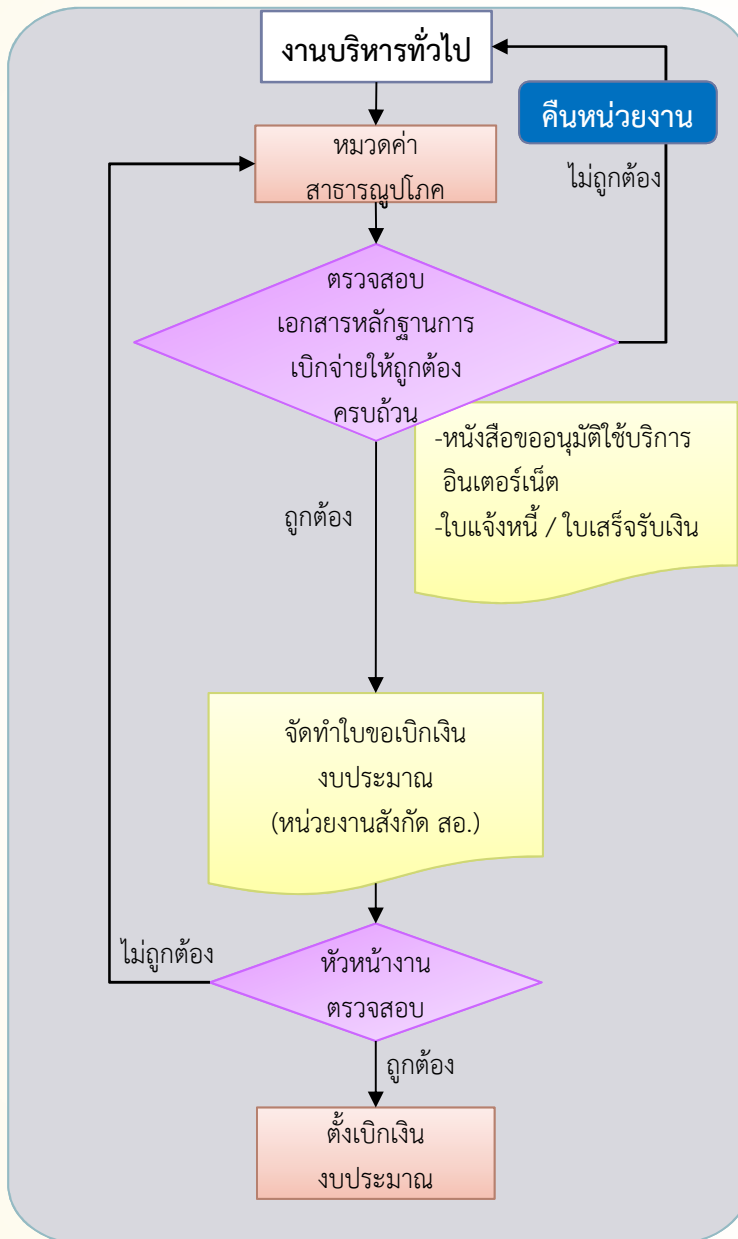 งานบริหารทั่วไป
คืนหน่วยงาน
หมวดค่า
สาธารณูปโภค
ไม่ถูกต้อง
ตรวจสอบ
เอกสารหลักฐานการ
เบิกจ่ายให้ถูกต้อง
ครบถ้วน
-หนังสือขออนุมัติใช้บริการ
อินเตอร์เน็ต
-ใบแจ้งหนี้ / ใบเสร็จรับเงิน
ถูกต้อง
จัดทำใบขอเบิกเงิน
งบประมาณ
(หน่วยงานสังกัด สอ.)
ไม่ถูกต้อง
หัวหน้างาน
ตรวจสอบ
ถูกต้อง
ตั้งเบิกเงิน
งบประมาณ